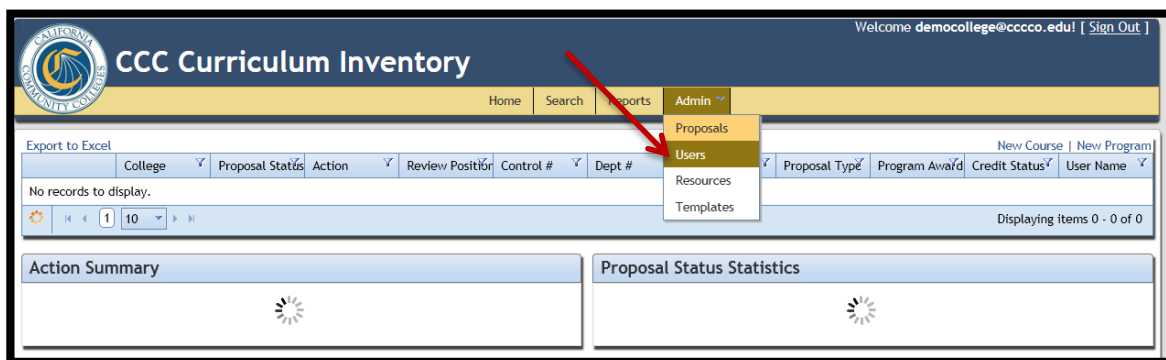 Welcome democollege@cccco.edu! [ Sign Out ]
CALIFORNIA
COMMUNITY COLLEGES
CCC Curriculum Inventory
Home Search Reports Admin
Proposals
Users
Resources
Templates
Export to Excel New Course | New Program
College Proposal Status Action Review Position Control # Dept # Proposal Type Program Award Credit Status User Name
No records to display.
1 10 Displaying items 0 - 0 of 0
Action Summary Proposal Status Statistics